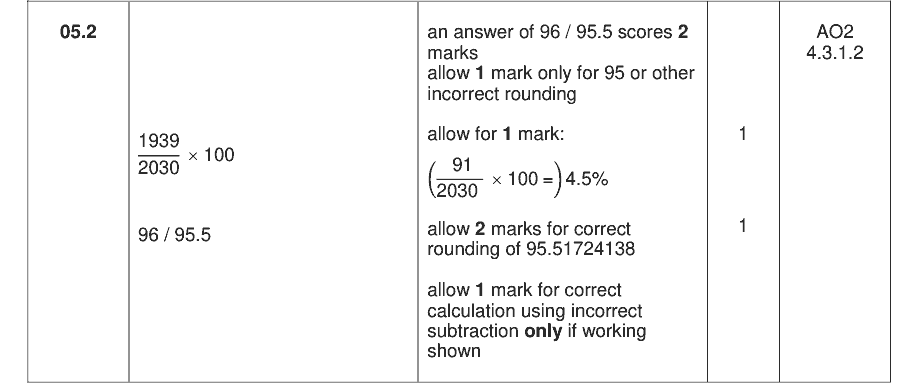 05.2
an answer of 96 / 95.5 scores 2
marks
allow 1 mark only for 95 or other
incorrect rounding
AO2
4.3.1.2
1939
2030
× 100
allow for 1 mark:
(91
2030
× 100 =) 4.5%
1
96 / 95.5
allow 2 marks for correct
rounding of 95.51724138
1
allow 1 mark for correct
calculation using incorrect
subtraction only if working
shown